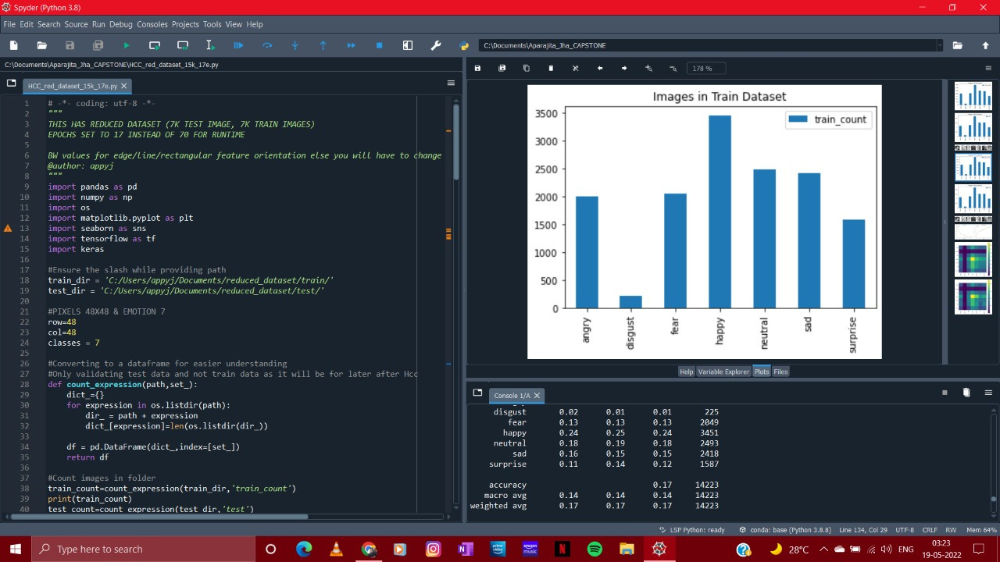 Spyder (Python 3.8)
File Edit Search Source Run Debug Consoles Projects Tools View Help
C:\Documents\Aparajita_Jha_CAPSTONE
C:\Documents\Aparajita_Jha_CAPSTONE\HCC_red_dataset_15k_17e.py
HCC_red_dataset_15k_17e.py
1 # -*- coding: utf-8 -*-
2 """
3 THIS HAS REDUCED DATASET (7K TEST IMAGE, 7K TRAIN IMAGES)
4 EPOCHS SET TO 17 INSTEAD OF 70 FOR RUNTIME
5
6 BW values for edge/line/rectangular feature orientation else you will have to change
7 @author: appyj
8 """
9 import pandas as pd
10 import numpy as np
11 import os
12 import matplotlib.pyplot as plt
13 import seaborn as sns
14 import tensorflow as tf
15 import keras
16
17 #Ensure the slash while providing path
18 train_dir = 'C:/Users/appyj/Documents/reduced_dataset/train/'
19 test_dir = 'C:/Users/appyj/Documents/reduced_dataset/test/'
20
21 #PIXELS 48X48 & EMOTION 7
22 row=48
23 col=48
24 classes = 7
25
26 #Converting to a dataframe for easier understanding
27 #Only validating test data and not train data as it will be for later after Hcc
28 def count_expression(path,set_):
29 dict_={}
30 for expression in os.listdir(path):
31 dir_ = path + expression
32 dict_[expression]=len(os.listdir(dir_))
33
34 df = pd.DataFrame(dict_,index=[set_])
35 return df
36
37 #Count images in folder
38 train_count=count_expression(train_dir,'train_count')
39 print(train_count)
40 test_count=count_expression(test_dir,'test')
178 %
Images in Train Dataset
train_count
3500
3000
2500
2000
1500
1000
500
0
angry
disgust
fear
happy
neutral
sad
surprise
Help Variable Explorer Plots Files
Console 1/A
disgust 0.02 0.01 0.01 225
fear 0.13 0.13 0.13 2049
happy 0.24 0.25 0.24 3451
neutral 0.18 0.19 0.18 2493
sad 0.16 0.15 0.15 2418
surprise 0.11 0.14 0.12 1587
accuracy 0.17 14223
macro avg 0.14 0.14 0.14 14223
weighted avg 0.17 0.17 0.17 14223
LSP Python: ready conda: base (Python 3.8.8) Line 134, Col 29 UTF-8 CRLF RW Mem 64%
Type here to search
prime video
amazon music
28°C
ENG
03:23
19-05-2022